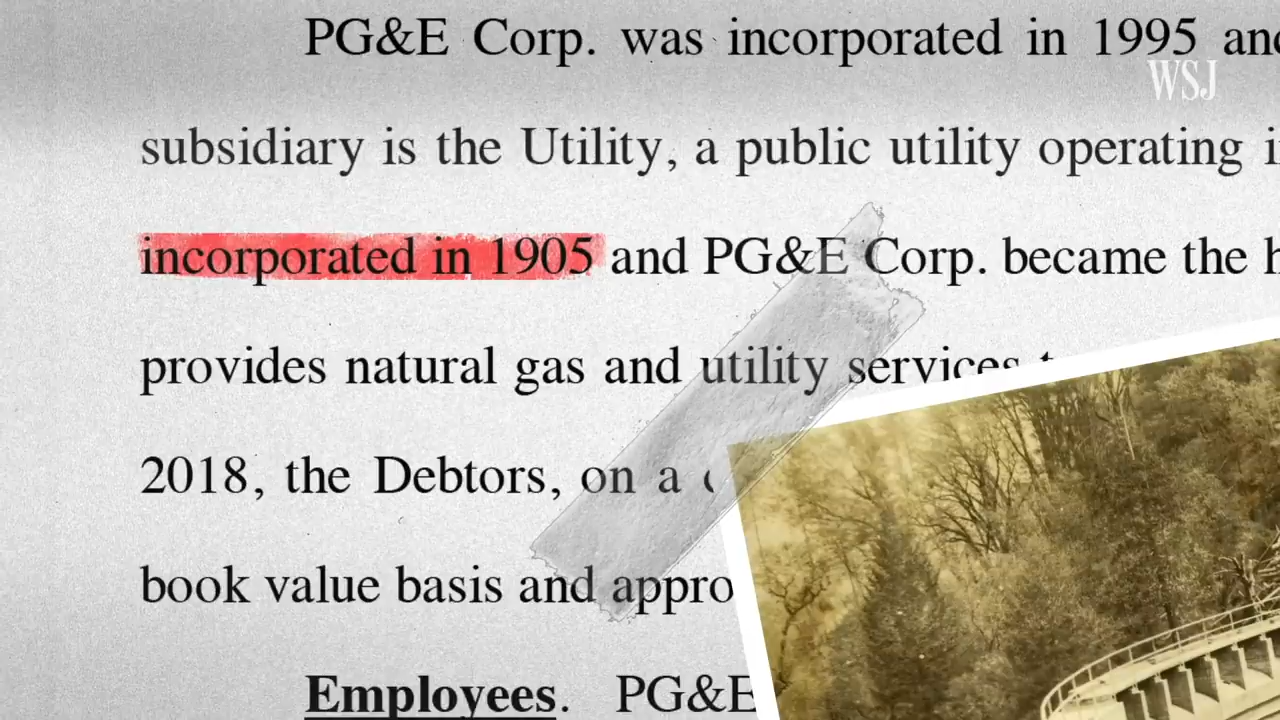 PG&E Corp. was incorporated in 1995
WSJ
subsidiary is the Utility, a public utility operating
incorporated in 1905 and PG&E Corp. became the
provides natural gas and utility services
2018, the Debtors, on a
book value basis and
Employees. PG&E